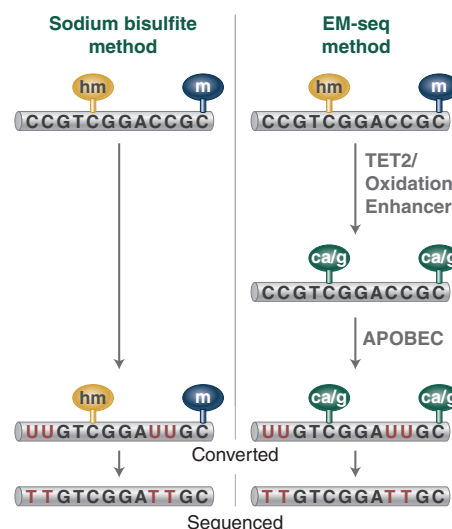 Sodium bisulfite
method
hm
m
CCGTCGGACCGC
hm
m
UUGTCGGAUUGC
TTGTCGGATTGC
EM-seq
method
hm
m
CCGTCGGACCGC
TET2/
Oxidation
Enhancer
ca/g
ca/g
CCGTCGGACCGC
APOBEC
ca/g
ca/g
UUGTCGGAUUGC
Converted
TTGTCGGATTGC
Sequenced